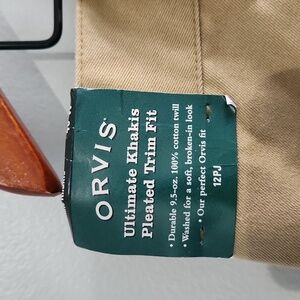 ORVIS
Ultimate Khakis
Pleated Trim Fit
• Durable 9.5-oz. 100% cotton twill
• Washed for a soft, broken-in look
• Our perfect Orvis fit
12PJ